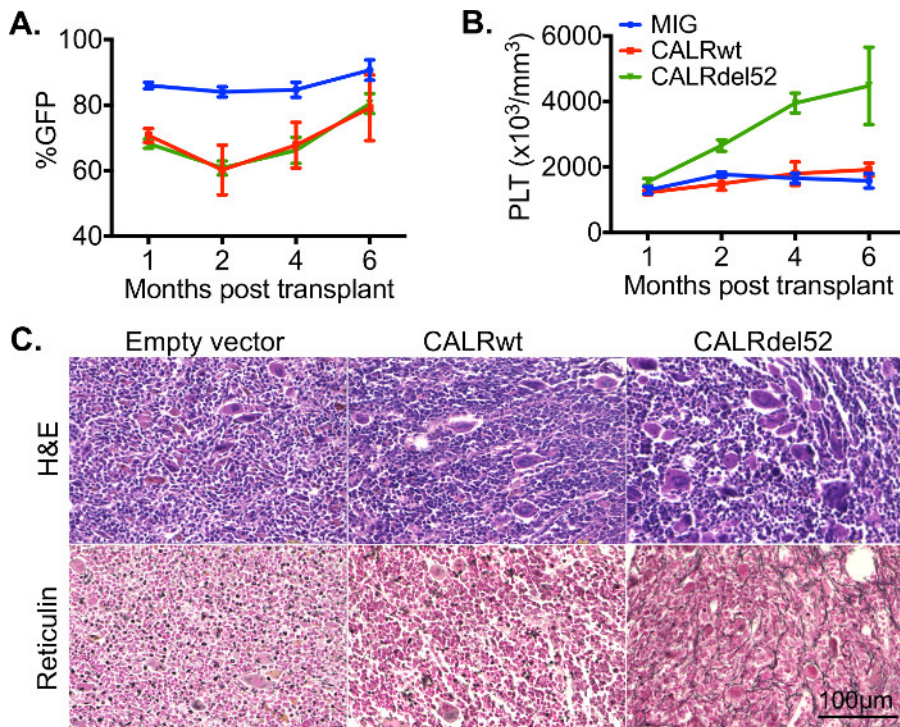 A.
100
80
60
40
%GFP
1 2 4 6
Months post transplant
B.
6000
4000
2000
0
PLT (x10³/mm³)
MIG
CALRwt
CALRdel52
1 2 4 6
Months post transplant
C.
Empty vector CALRwt CALRdel52
H&E
Reticulin
100µm